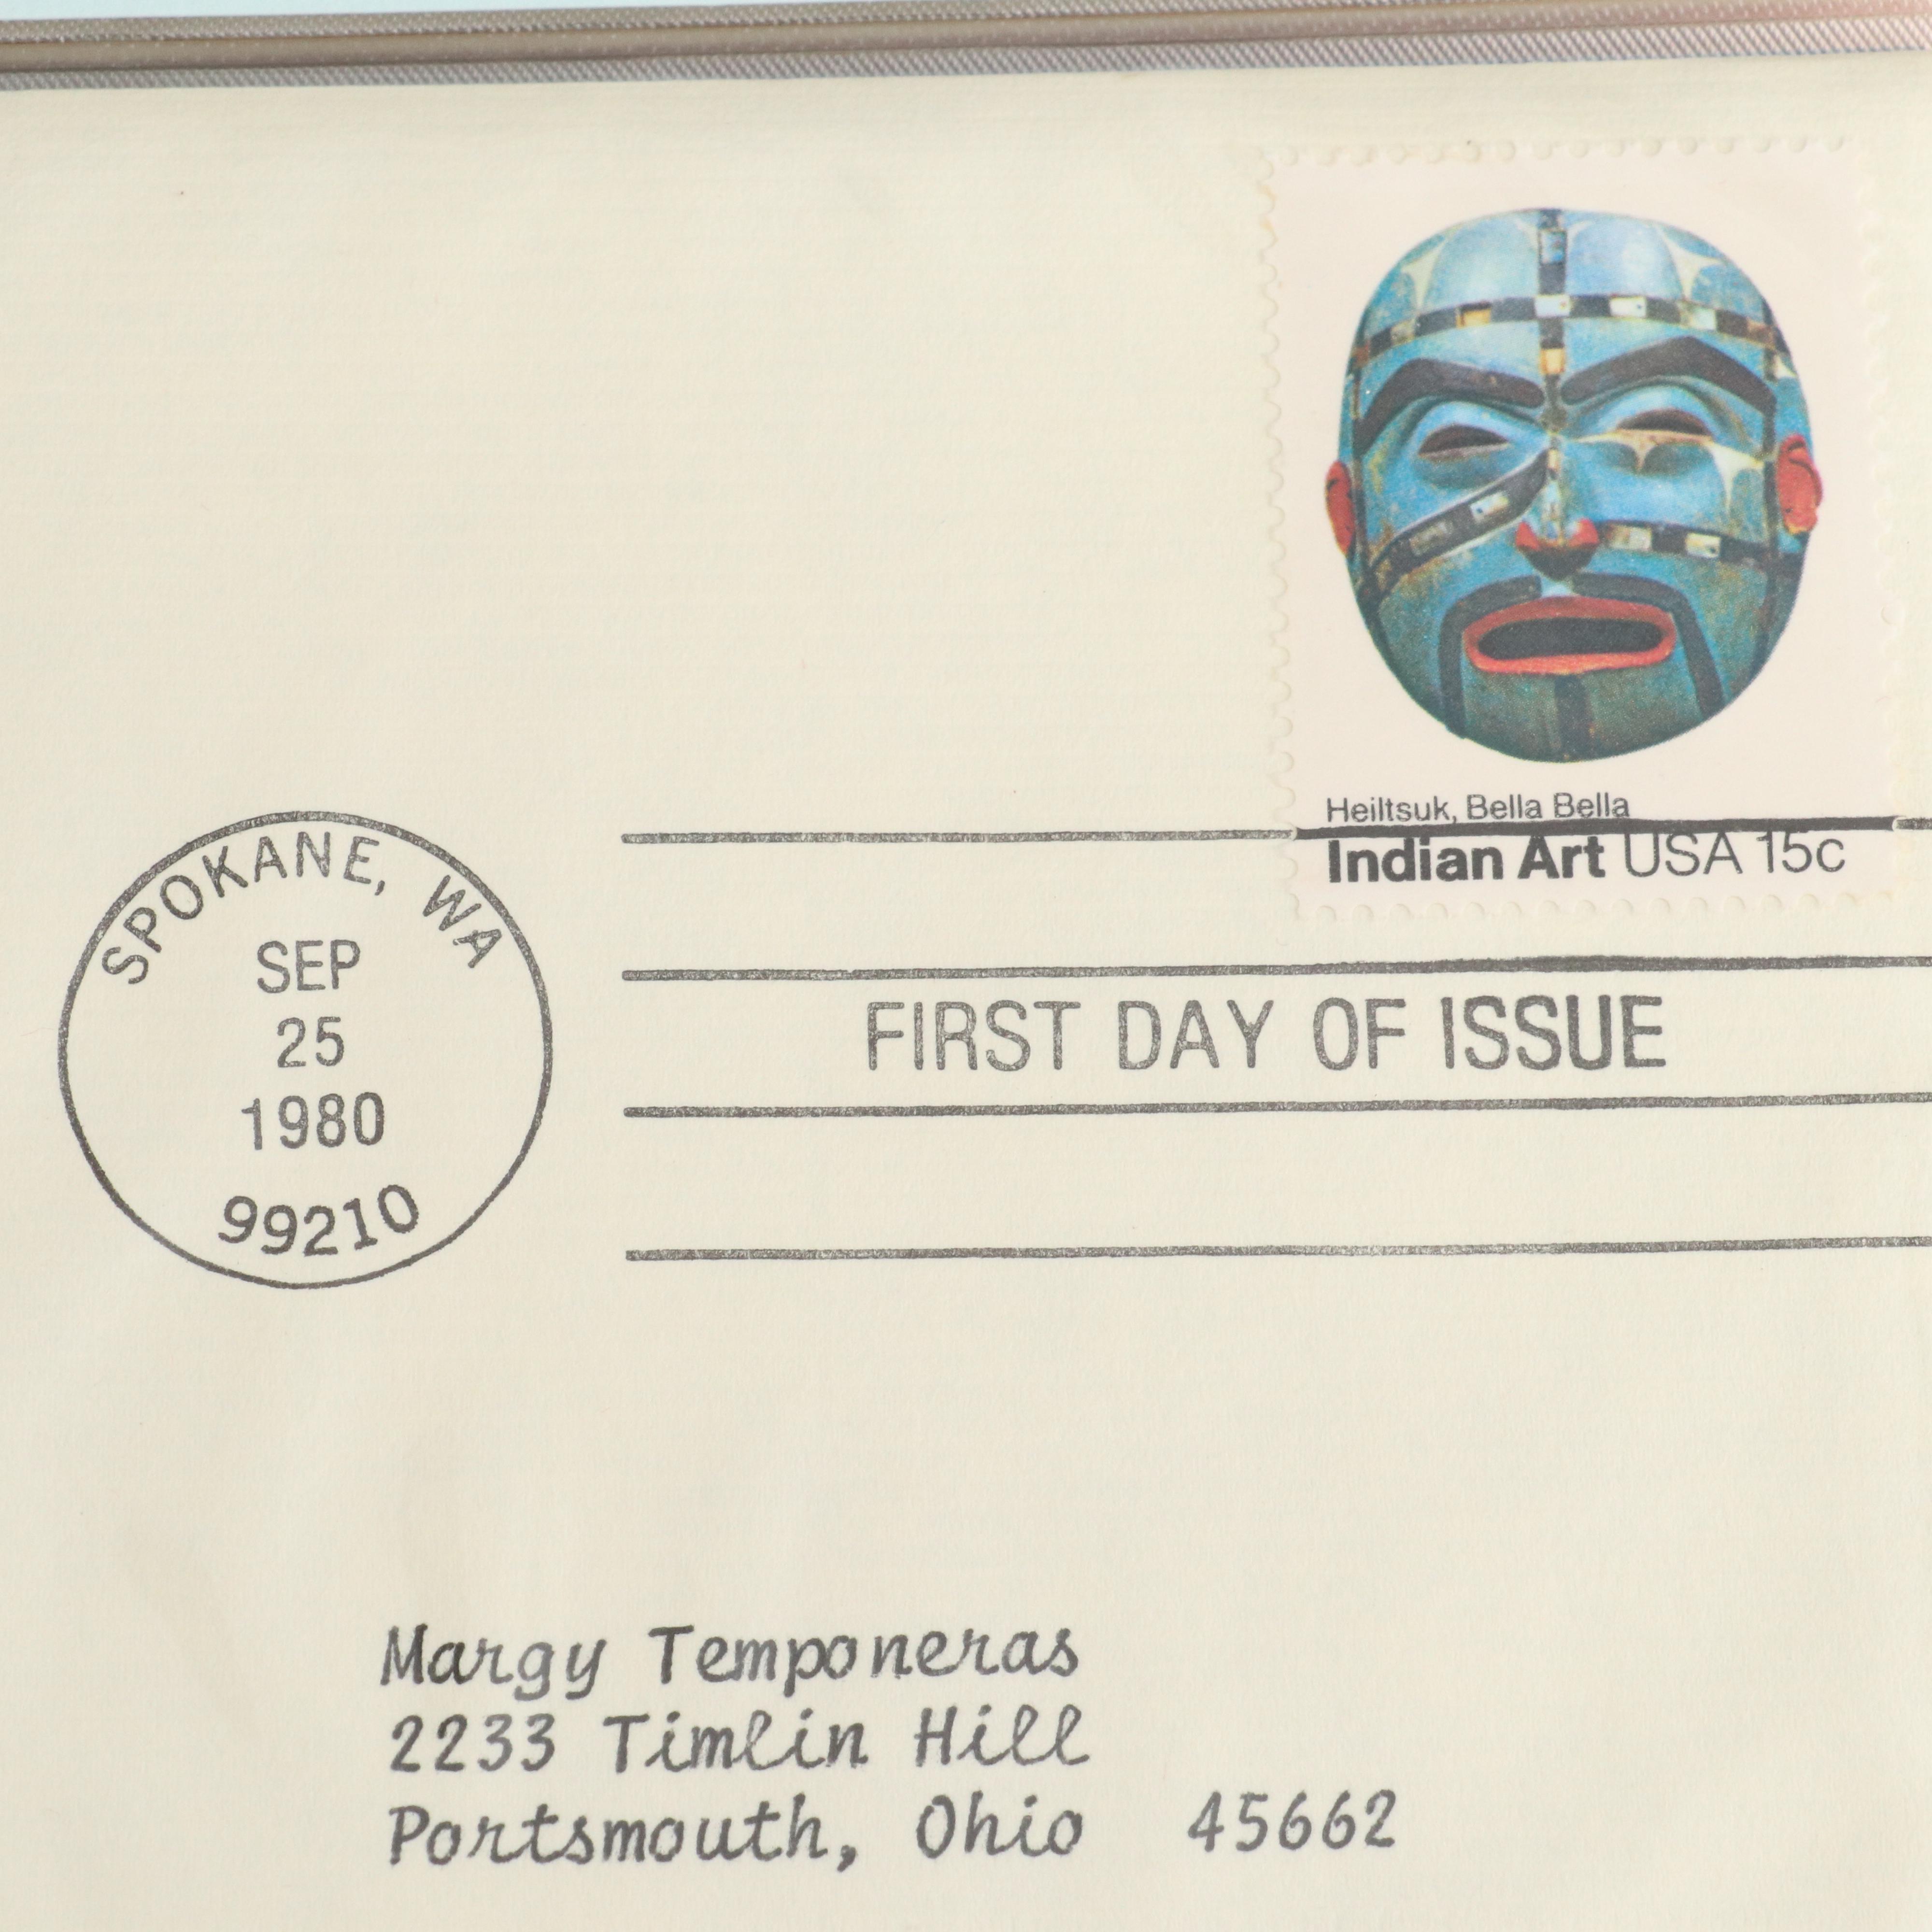 Heiltsuk, Bella Bella
Indian Art USA 15c
SPOKANE, WA
SEP
25
1980
99210
FIRST DAY OF ISSUE
Margy Temponeras
2233 Timlin Hill
Portsmouth, Ohio 45662